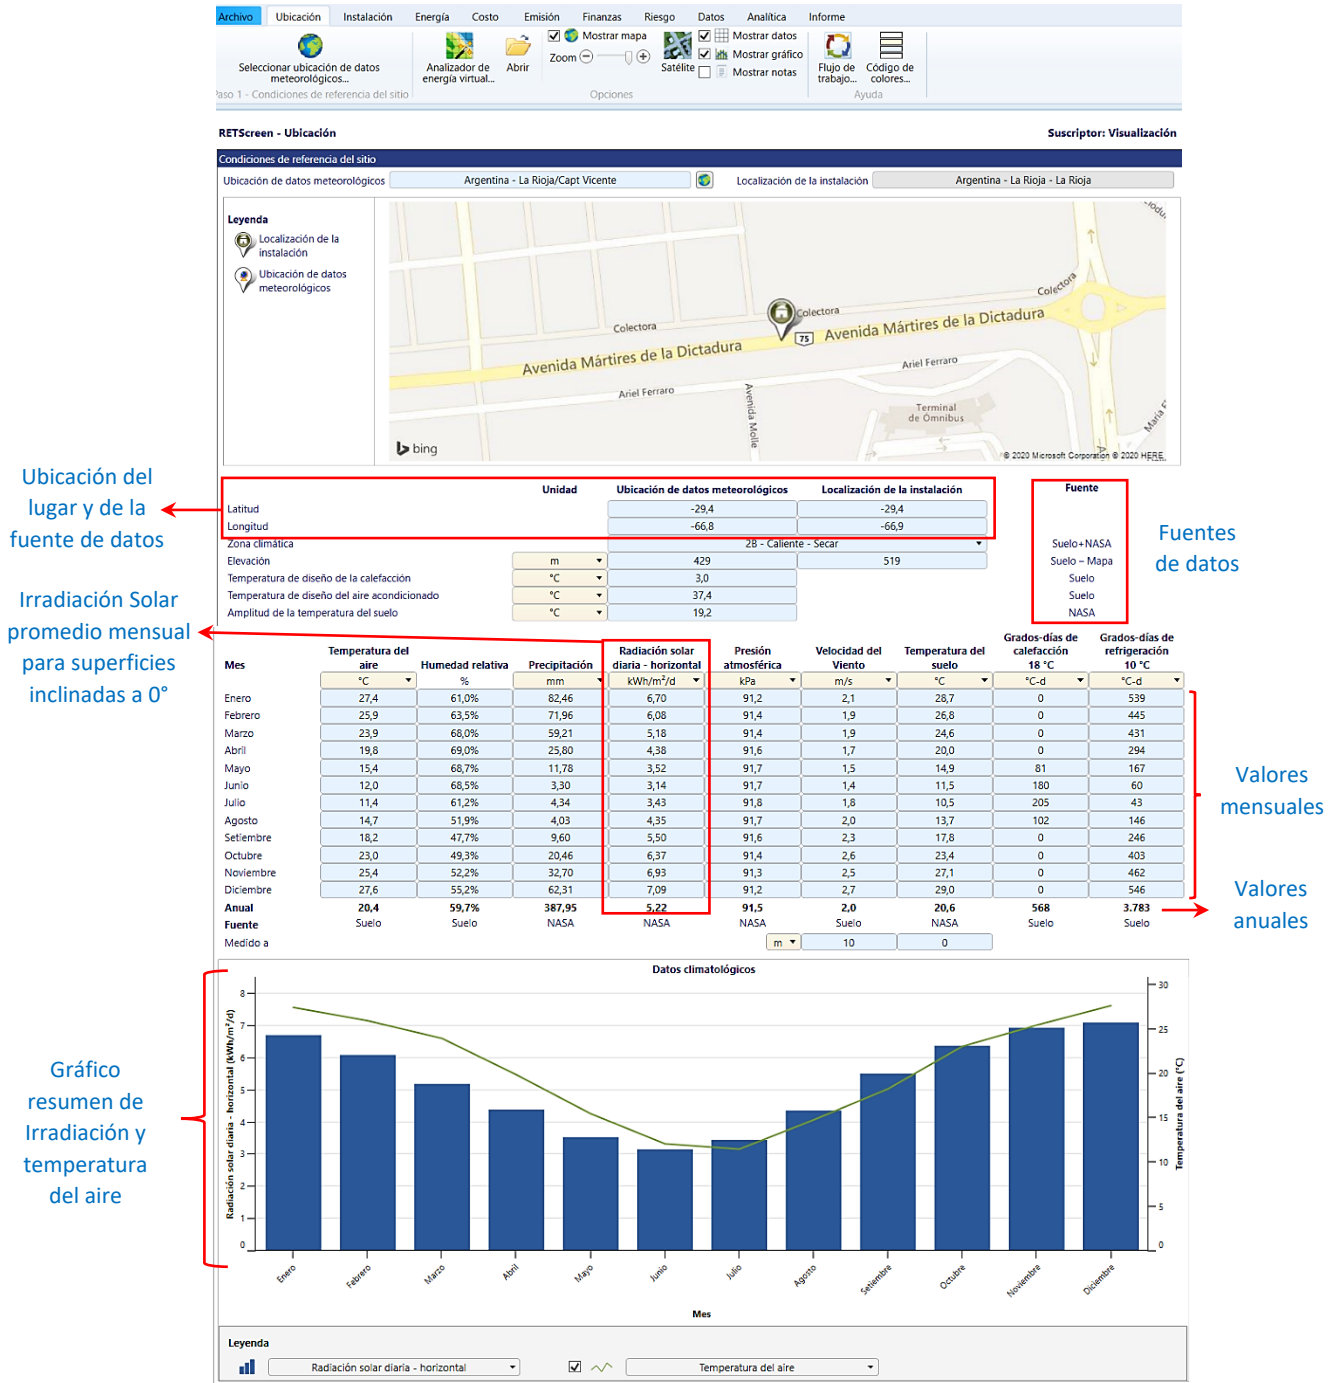 Archivo Ubicación Instalación Energía Costo Emisión Finanzas Riesgo Datos Analítica Informe
Seleccionar ubicación de datos
meteorológicos...
Analizador de
energía virtual...
Abrir
Mostrar mapa
Zoom
Satélite
Mostrar datos
Mostrar gráfico
Mostrar notas
Flujo de
trabajo...
Código de
colores...
Paso 1 - Condiciones de referencia del sitio
Opciones
Ayuda
RETScreen - Ubicación
Suscriptor: Visualización
Condiciones de referencia del sitio
Ubicación de datos meteorológicos Argentina - La Rioja/Capt Vicente
Localización de la instalación Argentina - La Rioja - La Rioja
Leyenda
Localización de la
instalación
Ubicación de datos
meteorológicos
Colectora
Colectora
Colectora
Avenida Mártires de la Dictadura
75
Avenida Mártires de la Dictadura
Ariel Ferraro
Ariel Ferraro
Avenida Molle
Terminal
de Ómnibus
bing
© 2020 Microsoft Corporation © 2020 HERE
Ubicación del
lugar y de la
fuente de datos
Unidad Ubicación de datos meteorológicos Localización de la instalación Fuente
Latitud -29,4 -29,4
Longitud -66,8 -66,9
Zona climática 2B - Caliente - Secar Suelo+NASA
Elevación m 429 519 Suelo – Mapa
Temperatura de diseño de la calefacción °C 3,0 Suelo
Temperatura de diseño del aire acondicionado °C 37,4 Suelo
Amplitud de la temperatura del suelo °C 19,2 NASA
Fuentes
de datos
Irradiación Solar
promedio mensual
para superficies
inclinadas a 0°
Mes Temperatura del aire Humedad relativa Precipitación Radiación solar diaria - horizontal Presión atmosférica Velocidad del Viento Temperatura del suelo Grados-días de calefacción 18 °C Grados-días de refrigeración 10 °C
°C % mm kWh/m²/d kPa m/s °C °C-d °C-d
Enero 27,4 61,0% 82,46 6,70 91,2 2,1 28,7 0 539
Febrero 25,9 63,5% 71,96 6,08 91,4 1,9 26,8 0 445
Marzo 23,9 68,0% 59,21 5,18 91,4 1,9 24,6 0 431
Abril 19,8 69,0% 25,80 4,38 91,6 1,7 20,0 0 294
Mayo 15,4 68,7% 11,78 3,52 91,7 1,5 14,9 81 167
Junio 12,0 68,5% 3,30 3,14 91,7 1,4 11,5 180 60
Julio 11,4 61,2% 4,34 3,43 91,8 1,8 10,5 205 43
Agosto 14,7 51,9% 4,03 4,35 91,7 2,0 13,7 102 146
Setiembre 18,2 47,7% 9,60 5,50 91,6 2,3 17,8 0 246
Octubre 23,0 49,3% 20,46 6,37 91,4 2,6 23,4 0 403
Noviembre 25,4 52,2% 32,70 6,93 91,3 2,5 27,1 0 462
Diciembre 27,6 55,2% 62,31 7,09 91,2 2,7 29,0 0 546
Anual 20,4 59,7% 387,95 5,22 91,5 2,0 20,6 568 3.783
Fuente Suelo Suelo NASA NASA NASA Suelo NASA Suelo Suelo
Medido a m 10 0
Valores
mensuales
Valores
anuales
Gráfico
resumen de
Irradiación y
temperatura
del aire
Datos climatológicos
Radiación solar diaria - horizontal (kWh/m²/d)
8
7
6
5
4
3
2
1
0
30
25
20
15
10
5
0
Temperatura del aire (°C)
Enero Febrero Marzo Abril Mayo Junio Julio Agosto Setiembre Octubre Noviembre Diciembre
Mes
Leyenda
Radiación solar diaria - horizontal
Temperatura del aire